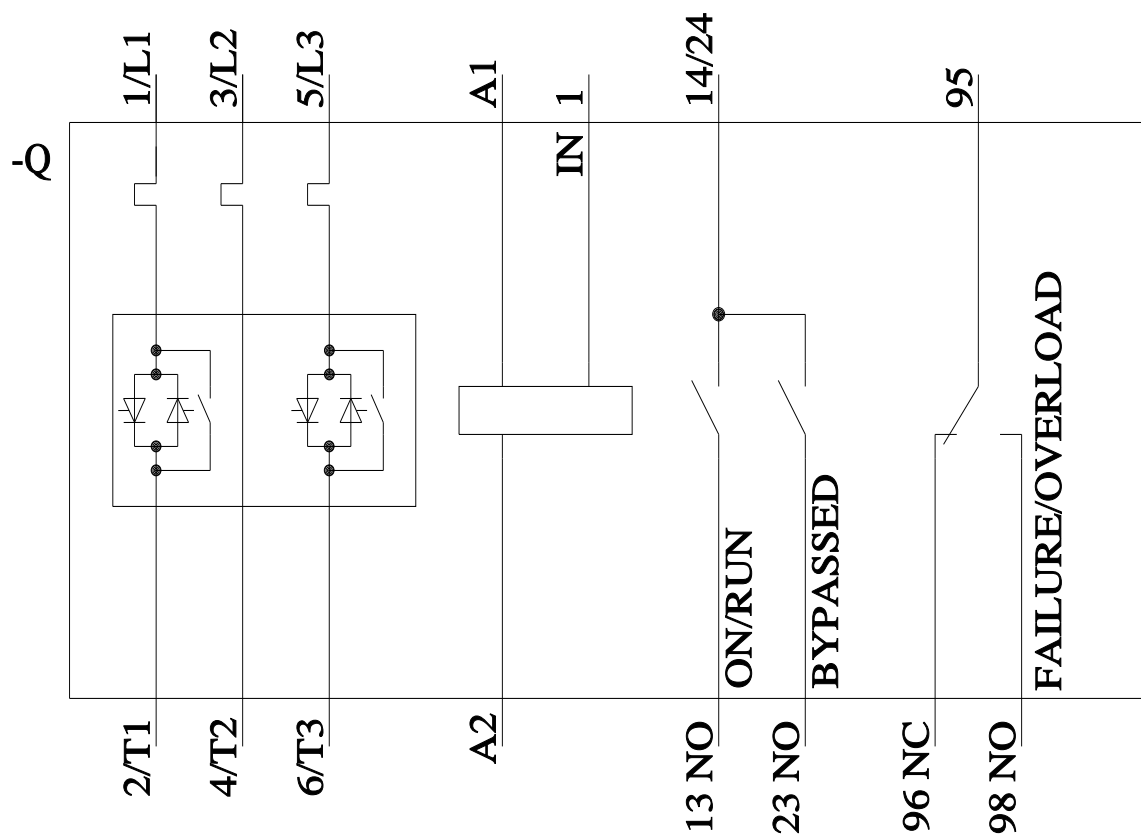 -Q
1/L1
3/L2
5/L3
A1
1
IN
14/24
95
ON/RUN
BYPASSED
FAILURE/OVERLOAD
2/T1
4/T2
6/T3
A2
13 NO
23 NO
96 NC
98 NO